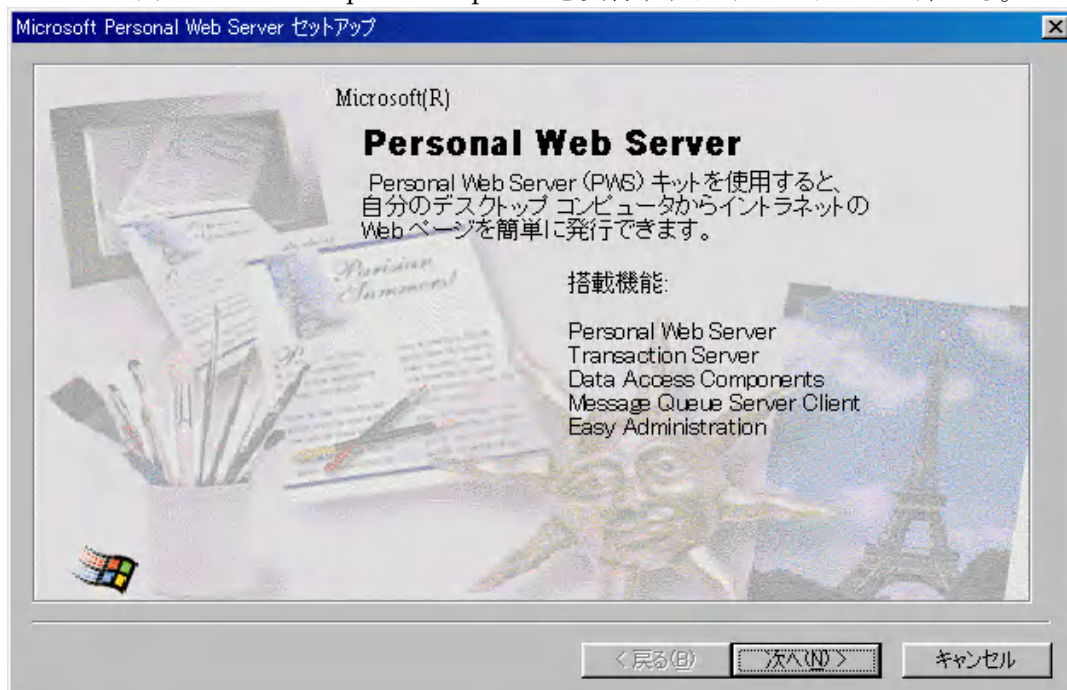 Microsoft Personal Web Server セットアップ
Microsoft(R)
Personal Web Server
Personal Web Server (PWS) キットを使用すると、
自分のデスクトップ コンピュータからイントラネットの
Web ページを簡単に発行できます。
Parisian
Summers!
搭載機能:
Personal Web Server
Transaction Server
Data Access Components
Message Queue Server Client
Easy Administration
< 戻る(B)
次へ(N) >
キャンセル